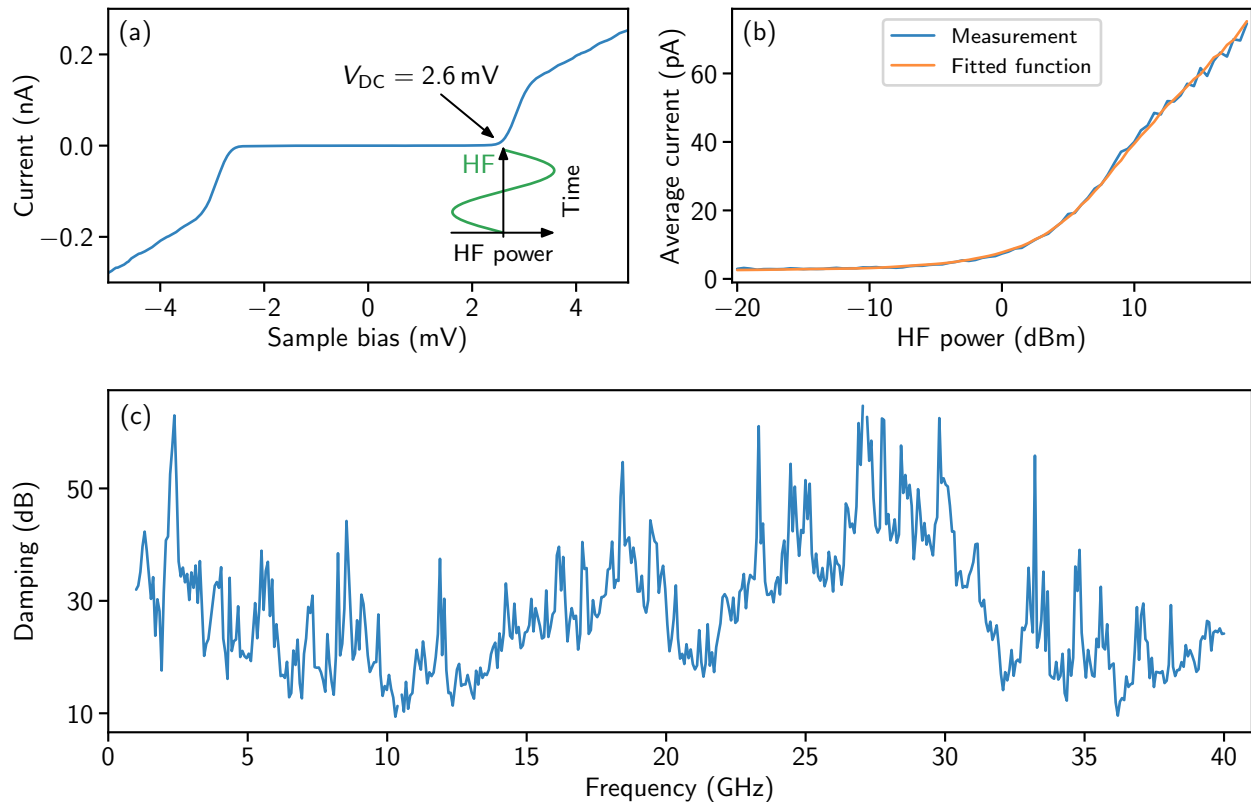 (a)
0.2
0.0
−0.2
Current (nA)
V_DC = 2.6 mV
HF
Time
HF power
−4
−2
0
2
4
Sample bias (mV)
(b)
Measurement
Fitted function
60
40
20
0
Average current (pA)
−20
−10
0
10
HF power (dBm)
(c)
50
30
10
Damping (dB)
0
5
10
15
20
25
30
35
40
Frequency (GHz)